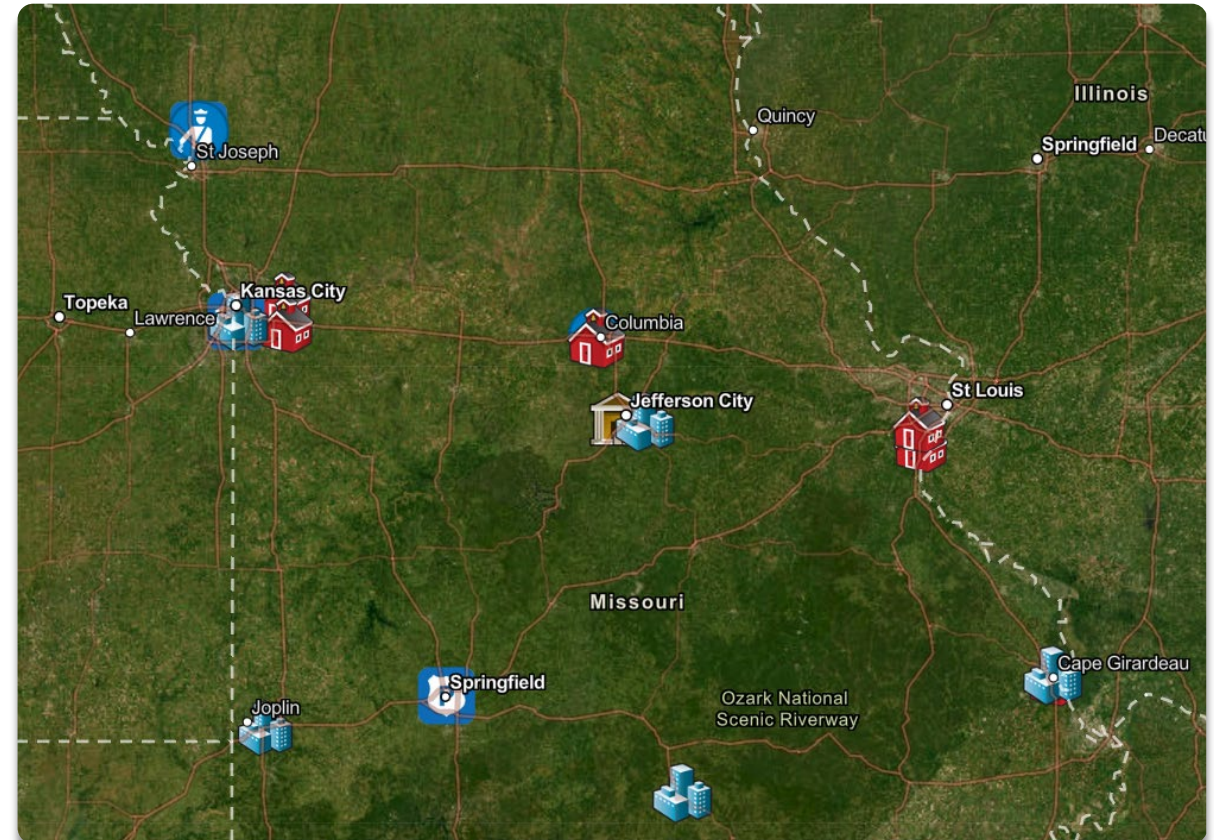 Illinois
Quincy
Springfield
St Joseph
Kansas City
Topeka
Lawrence
Columbia
St Louis
Jefferson City
Missouri
Cape Girardeau
Springfield
Ozark National
Scenic Riverway
Joplin